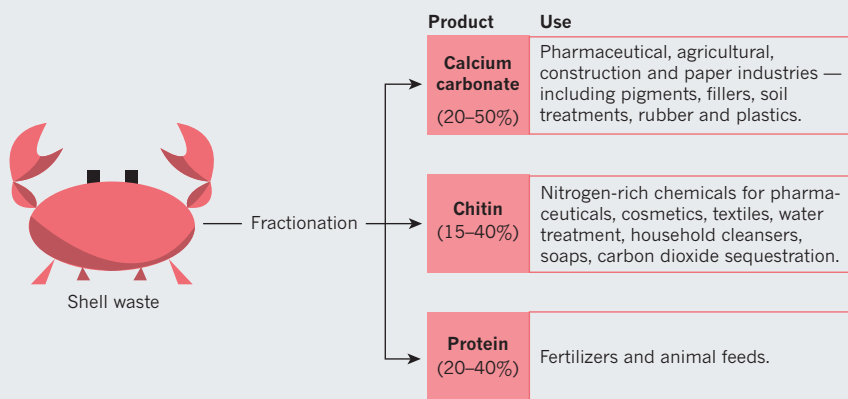 Product
Use
Calcium
carbonate
(20–50%)
Pharmaceutical, agricultural,
construction and paper industries —
including pigments, fillers, soil
treatments, rubber and plastics.
Shell waste
Fractionation
Chitin
(15–40%)
Nitrogen-rich chemicals for pharma-
ceuticals, cosmetics, textiles, water
treatment, household cleansers,
soaps, carbon dioxide sequestration.
Protein
(20–40%)
Fertilizers and animal feeds.